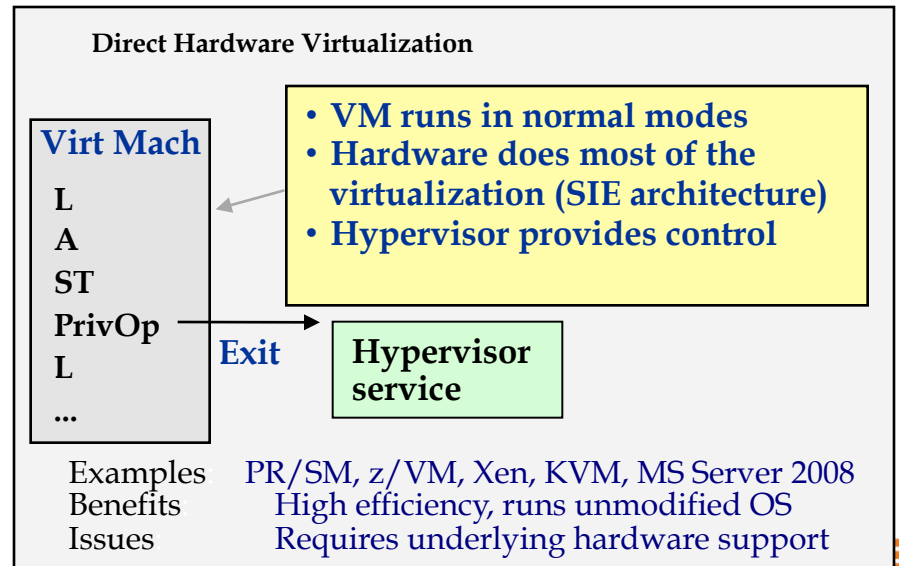 Direct Hardware Virtualization
Virt Mach
L
A
ST
PrivOp
L
...
• VM runs in normal modes
• Hardware does most of the
virtualization (SIE architecture)
• Hypervisor provides control
Exit
Hypervisor
service
Examples: PR/SM, z/VM, Xen, KVM, MS Server 2008
Benefits: High efficiency, runs unmodified OS
Issues: Requires underlying hardware support